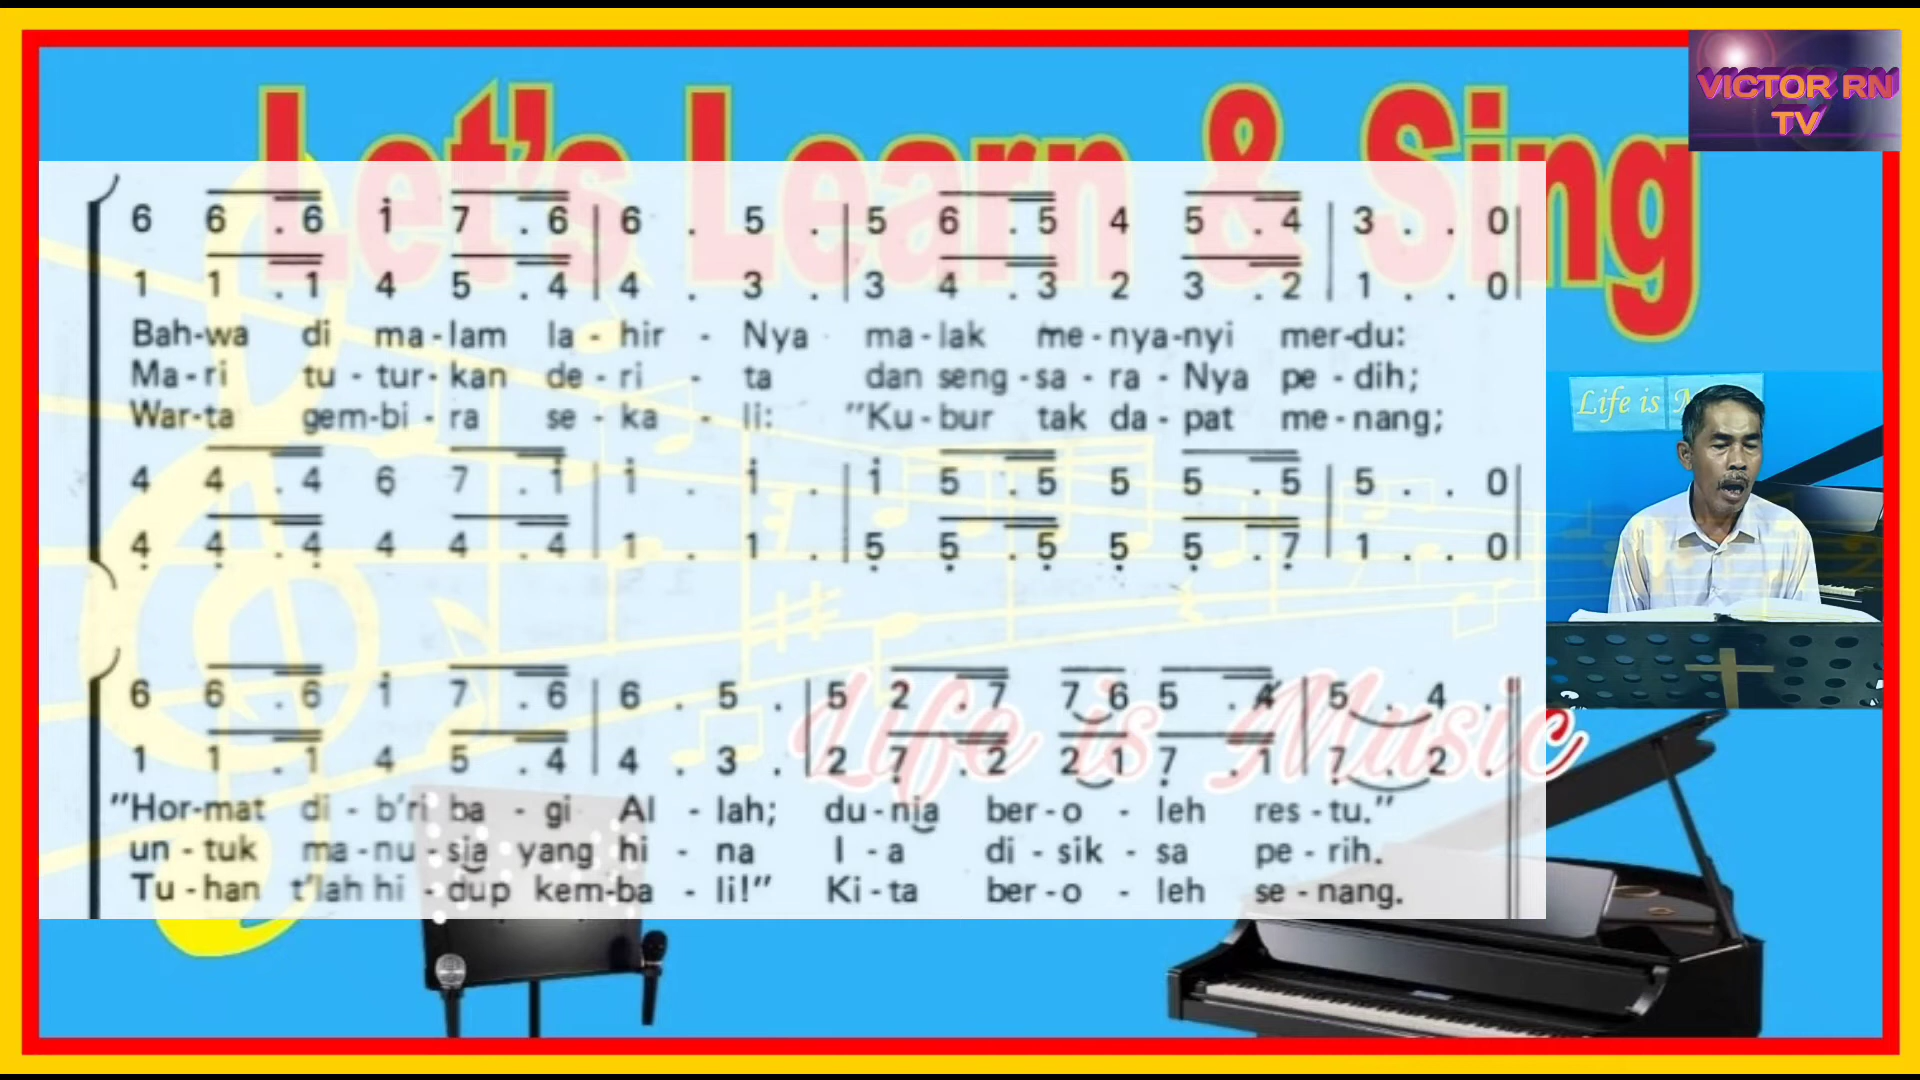 Let's Learn & Sing
VICTOR RN
TV
6 6 . 6 i 7 . 6 | 6 . 5 . | 5 6 . 5 4 5 . 4 | 3 . . 0 |
1 1 . 1 4 5 . 4 | 4 . 3 . | 3 4 . 3 2 3 . 2 | 1 . . 0 |
Bah-wa di ma-lam la-hir-Nya ma-lak me-nya-nyi mer-du:
Ma-ri tu-tur-kan de-ri-ta dan seng-sa-ra-Nya pe-dih;
War-ta gem-bi-ra se-ka-li: "Ku-bur tak da-pat me-nang;
4 4 . 4 6 7 . i | i . i . | i 5 . 5 5 5 . 5 | 5 . . 0 |
4 4 . 4 4 4 . 4 | 1 . 1 . | 5 5 . 5 5 5 . 7 | 1 . . 0 |
6 6 . 6 i 7 . 6 | 6 . 5 . | 5 2 . 7 7 6 5 . 4 | 5 . 4 . ||
1 1 . 1 4 5 . 4 | 4 . 3 . | 2 7 . 2 2 1 7 . 1 | 7 . 2 . ||
"Hor-mat di-b'ri ba-gi Al-lah; du-nia ber-o-leh res-tu."
un-tuk ma-nu-sia yang hi-na I-a di-sik-sa pe-rih.
Tu-han t'lah hi-dup kem-ba-li!" Ki-ta ber-o-leh se-nang.
Life is Music
Life is